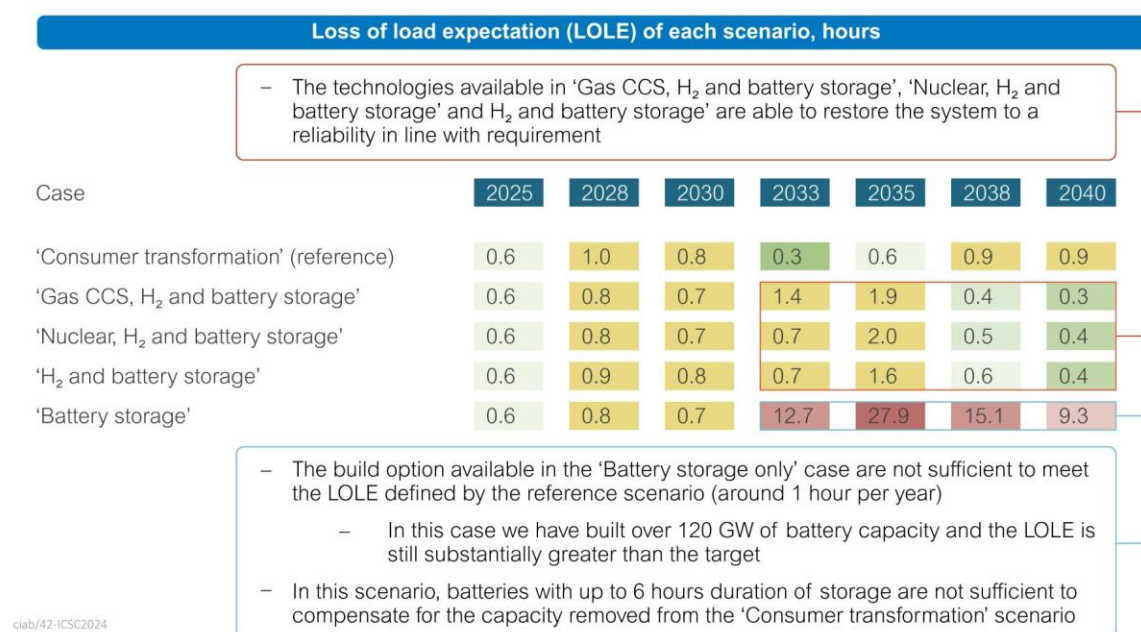 Loss of load expectation (LOLE) of each scenario, hours
– The technologies available in ‘Gas CCS, H₂ and battery storage’, ‘Nuclear, H₂ and
battery storage’ and H₂ and battery storage’ are able to restore the system to a
reliability in line with requirement
Case 2025 2028 2030 2033 2035 2038 2040
‘Consumer transformation’ (reference) 0.6 1.0 0.8 0.3 0.6 0.9 0.9
‘Gas CCS, H₂ and battery storage’ 0.6 0.8 0.7 1.4 1.9 0.4 0.3
‘Nuclear, H₂ and battery storage’ 0.6 0.8 0.7 0.7 2.0 0.5 0.4
‘H₂ and battery storage’ 0.6 0.9 0.8 0.7 1.6 0.6 0.4
‘Battery storage’ 0.6 0.8 0.7 12.7 27.9 15.1 9.3
– The build option available in the ‘Battery storage only’ case are not sufficient to meet
the LOLE defined by the reference scenario (around 1 hour per year)
– In this case we have built over 120 GW of battery capacity and the LOLE is
still substantially greater than the target
– In this scenario, batteries with up to 6 hours duration of storage are not sufficient to
compensate for the capacity removed from the ‘Consumer transformation’ scenario
ciab/42-ICSC2024